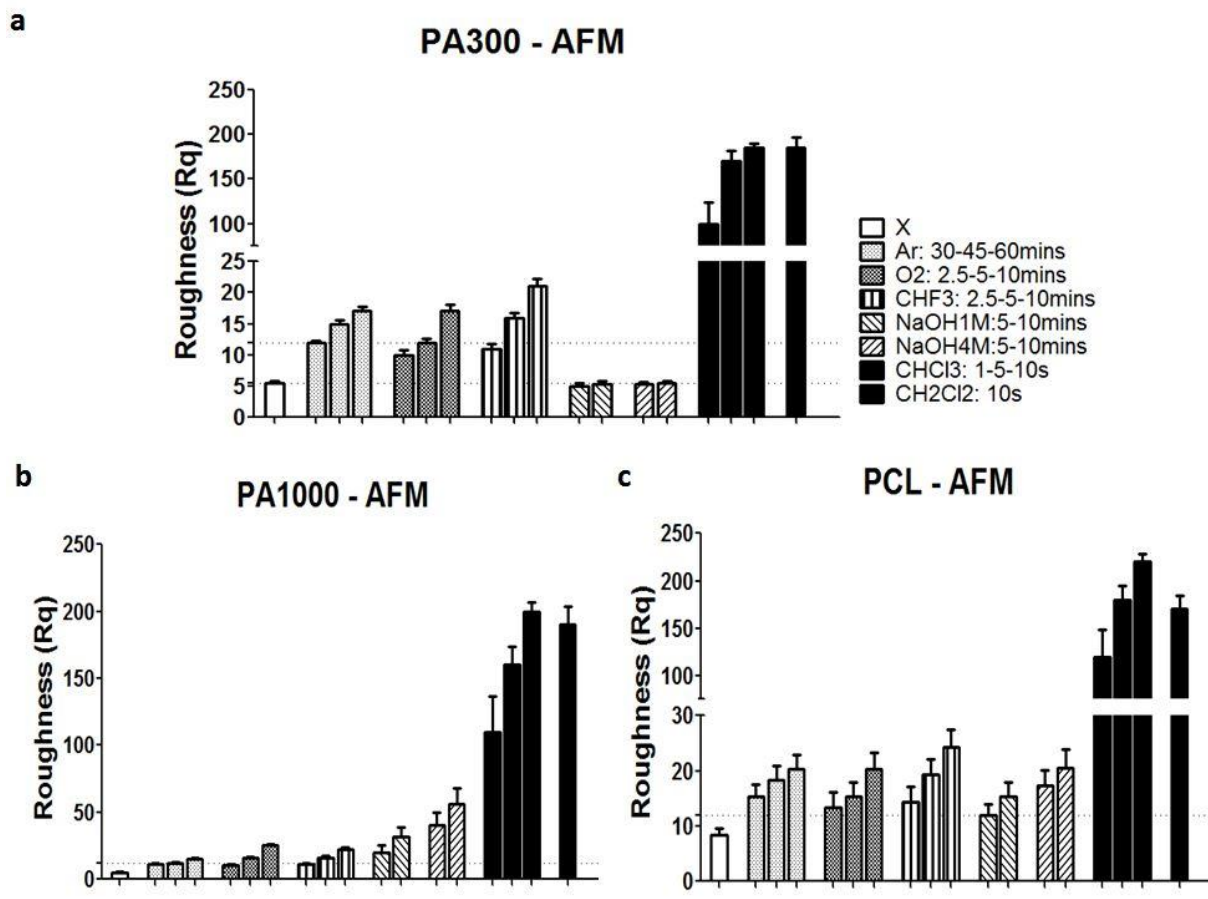 a
PA300 - AFM
Roughness (Rq)
250
200
150
100
25
20
15
10
5
0
X
Ar: 30-45-60mins
O2: 2.5-5-10mins
CHF3: 2.5-5-10mins
NaOH1M:5-10mins
NaOH4M:5-10mins
CHCl3: 1-5-10s
CH2Cl2: 10s
b
PA1000 - AFM
Roughness (Rq)
250
200
150
100
50
0
c
PCL - AFM
Roughness (Rq)
250
200
150
100
30
20
10
0